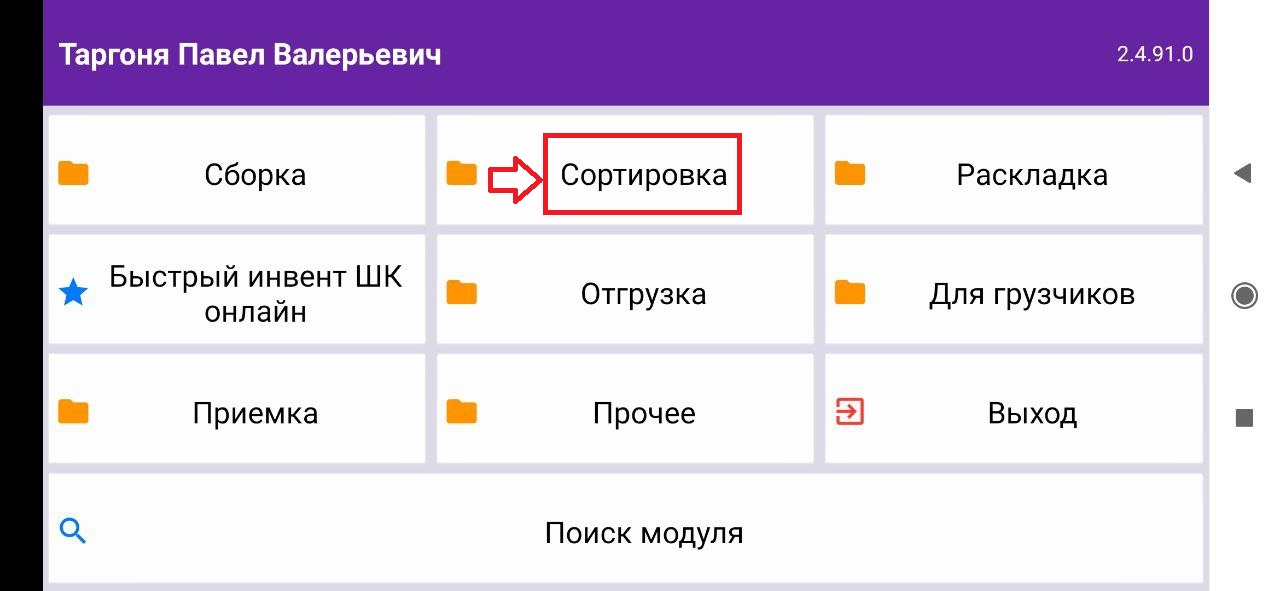 Таргоня Павел Валерьевич
2.4.91.0
Сборка
Сортировка
Раскладка
Быстрый инвент ШК
онлайн
Отгрузка
Для грузчиков
Приемка
Прочее
Выход
Поиск модуля